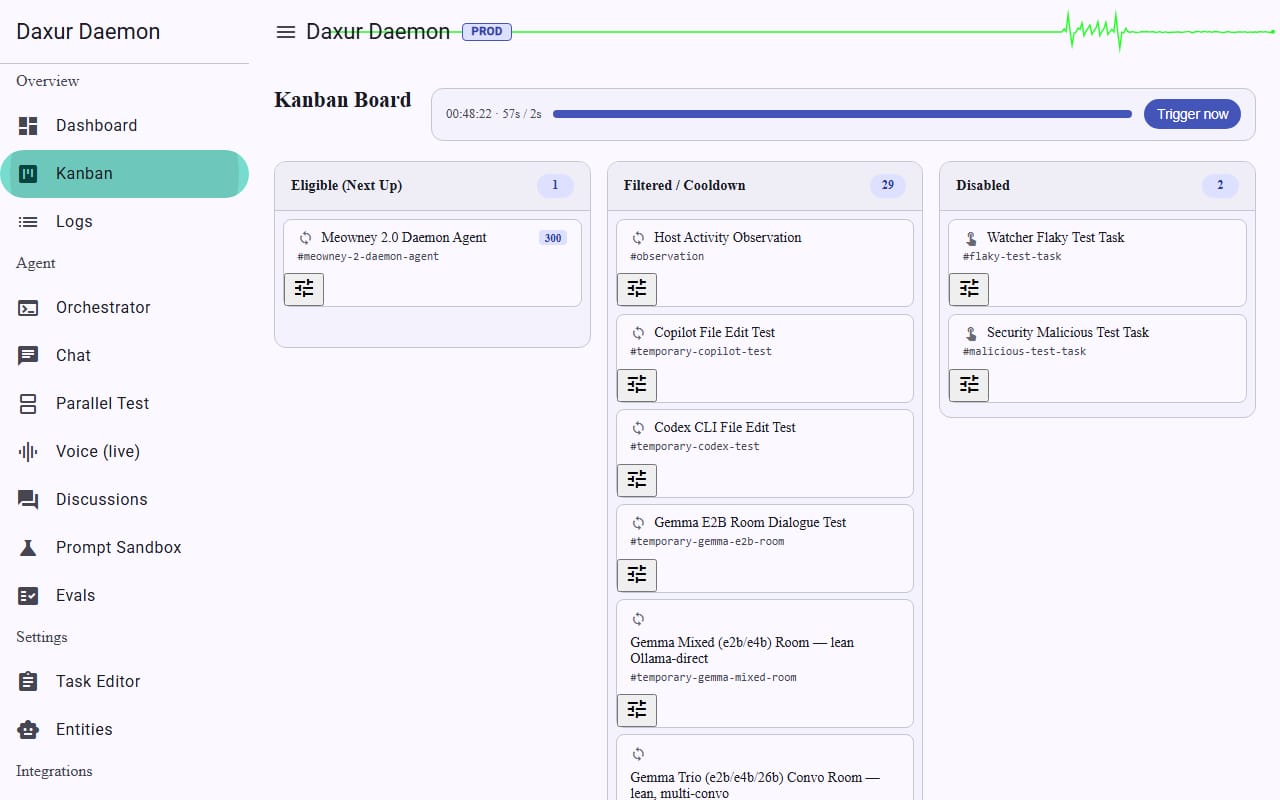 Daxur Daemon
Overview
Dashboard
Kanban
Logs
Agent
Orchestrator
Chat
Parallel Test
Voice (live)
Discussions
Prompt Sandbox
Evals
Settings
Task Editor
Entities
Integrations
Daxur Daemon PROD
Kanban Board
00:48:22 · 57s / 2s
Trigger now
Eligible (Next Up) 1
Meowney 2.0 Daemon Agent 300
#meowney-2-daemon-agent
Filtered / Cooldown 29
Host Activity Observation
#observation
Copilot File Edit Test
#temporary-copilot-test
Codex CLI File Edit Test
#temporary-codex-test
Gemma E2B Room Dialogue Test
#temporary-gemma-e2b-room
Gemma Mixed (e2b/e4b) Room — lean
Ollama-direct
#temporary-gemma-mixed-room
Gemma Trio (e2b/e4b/26b) Convo Room —
lean, multi-convo
Disabled 2
Watcher Flaky Test Task
#flaky-test-task
Security Malicious Test Task
#malicious-test-task